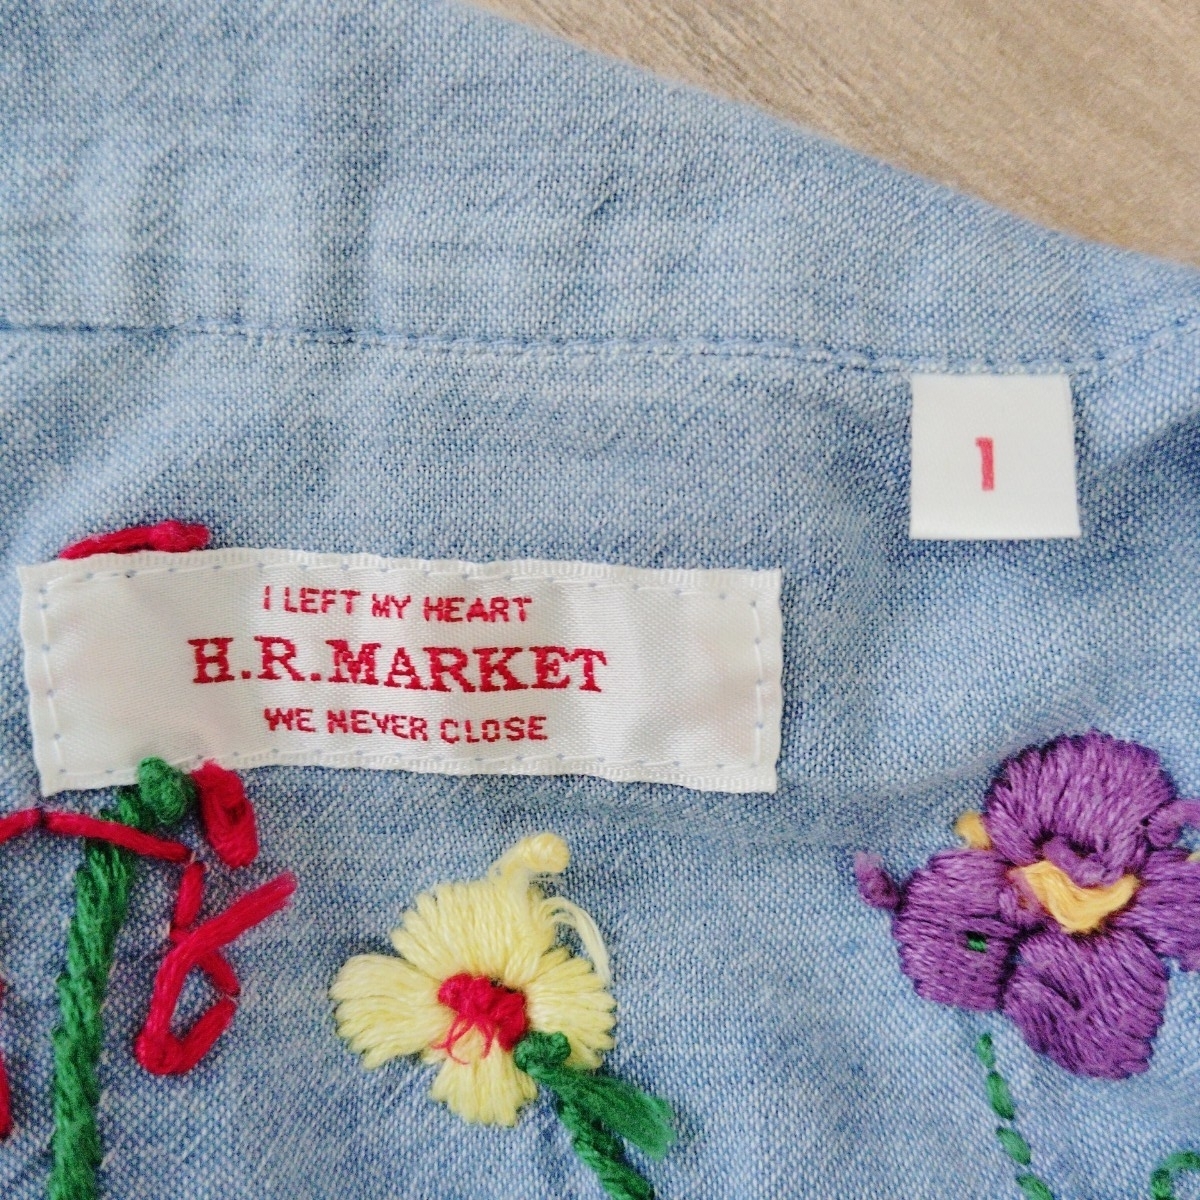 1
I LEFT MY HEART
H.R.MARKET
WE NEVER CLOSE